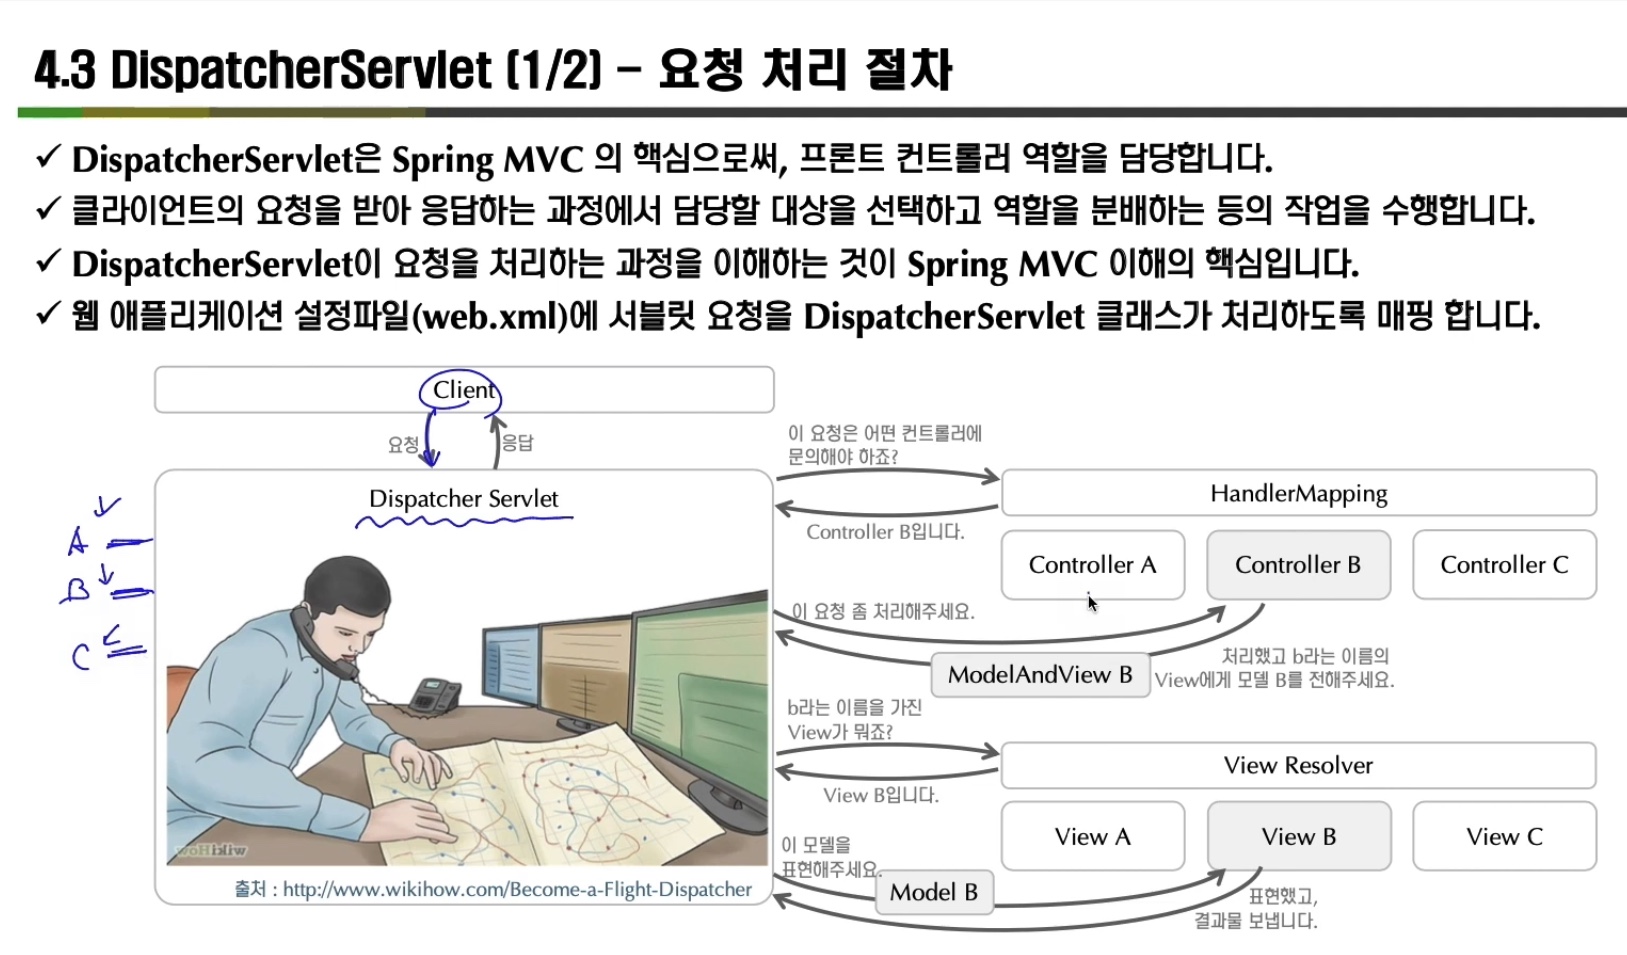 4.3 DispatcherServlet (1/2) – 요청 처리 절차
✓ DispatcherServlet은 Spring MVC 의 핵심으로써, 프론트 컨트롤러 역할을 담당합니다.
✓ 클라이언트의 요청을 받아 응답하는 과정에서 담당할 대상을 선택하고 역할을 분배하는 등의 작업을 수행합니다.
✓ DispatcherServlet이 요청을 처리하는 과정을 이해하는 것이 Spring MVC 이해의 핵심입니다.
✓ 웹 애플리케이션 설정파일(web.xml)에 서블릿 요청을 DispatcherServlet 클래스가 처리하도록 매핑 합니다.
Client
요청
응답
Dispatcher Servlet
A
B
C
wikiHow
출처 : http://www.wikihow.com/Become-a-Flight-Dispatcher
이 요청은 어떤 컨트롤러에
문의해야 하죠?
HandlerMapping
Controller B입니다.
Controller A
Controller B
Controller C
이 요청 좀 처리해주세요.
ModelAndView B
처리했고 b라는 이름의
View에게 모델 B를 전해주세요.
b라는 이름을 가진
View가 뭐죠?
View Resolver
View B입니다.
View A
View B
View C
이 모델을
표현해주세요.
Model B
표현했고,
결과물 보냅니다.